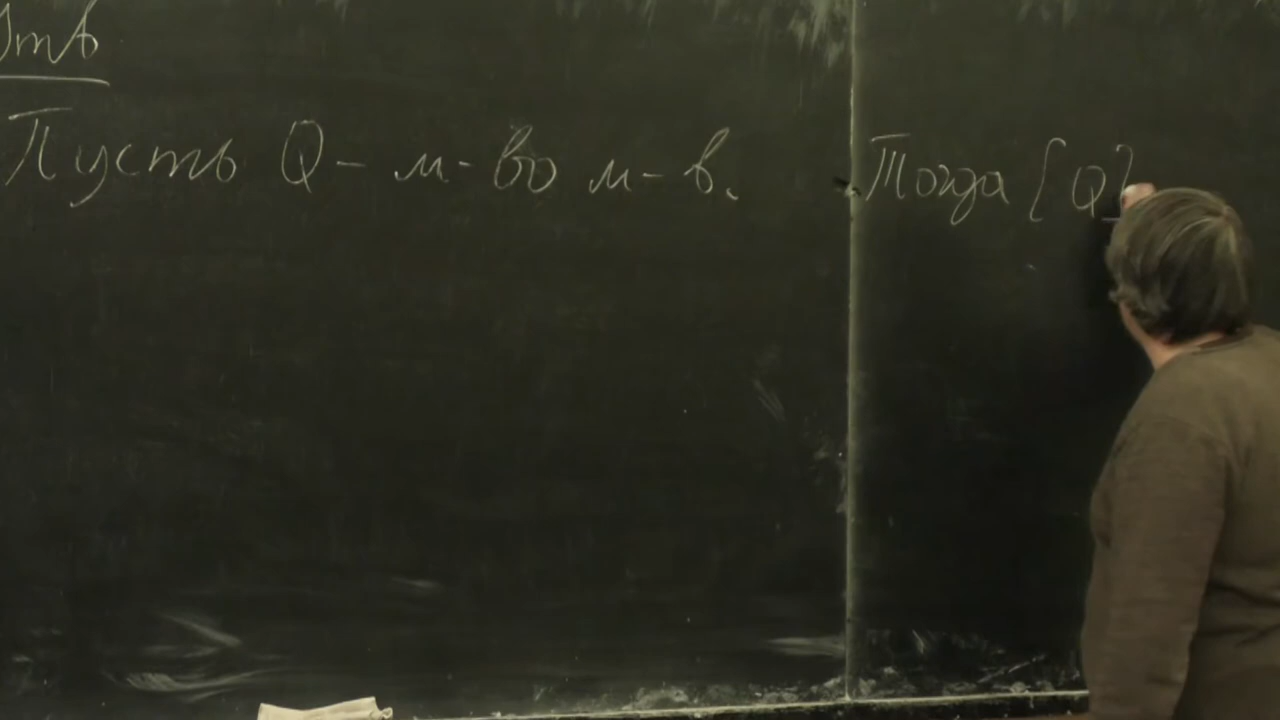 Утв
Пусть Q - м-во м-в. Тогда {Q}